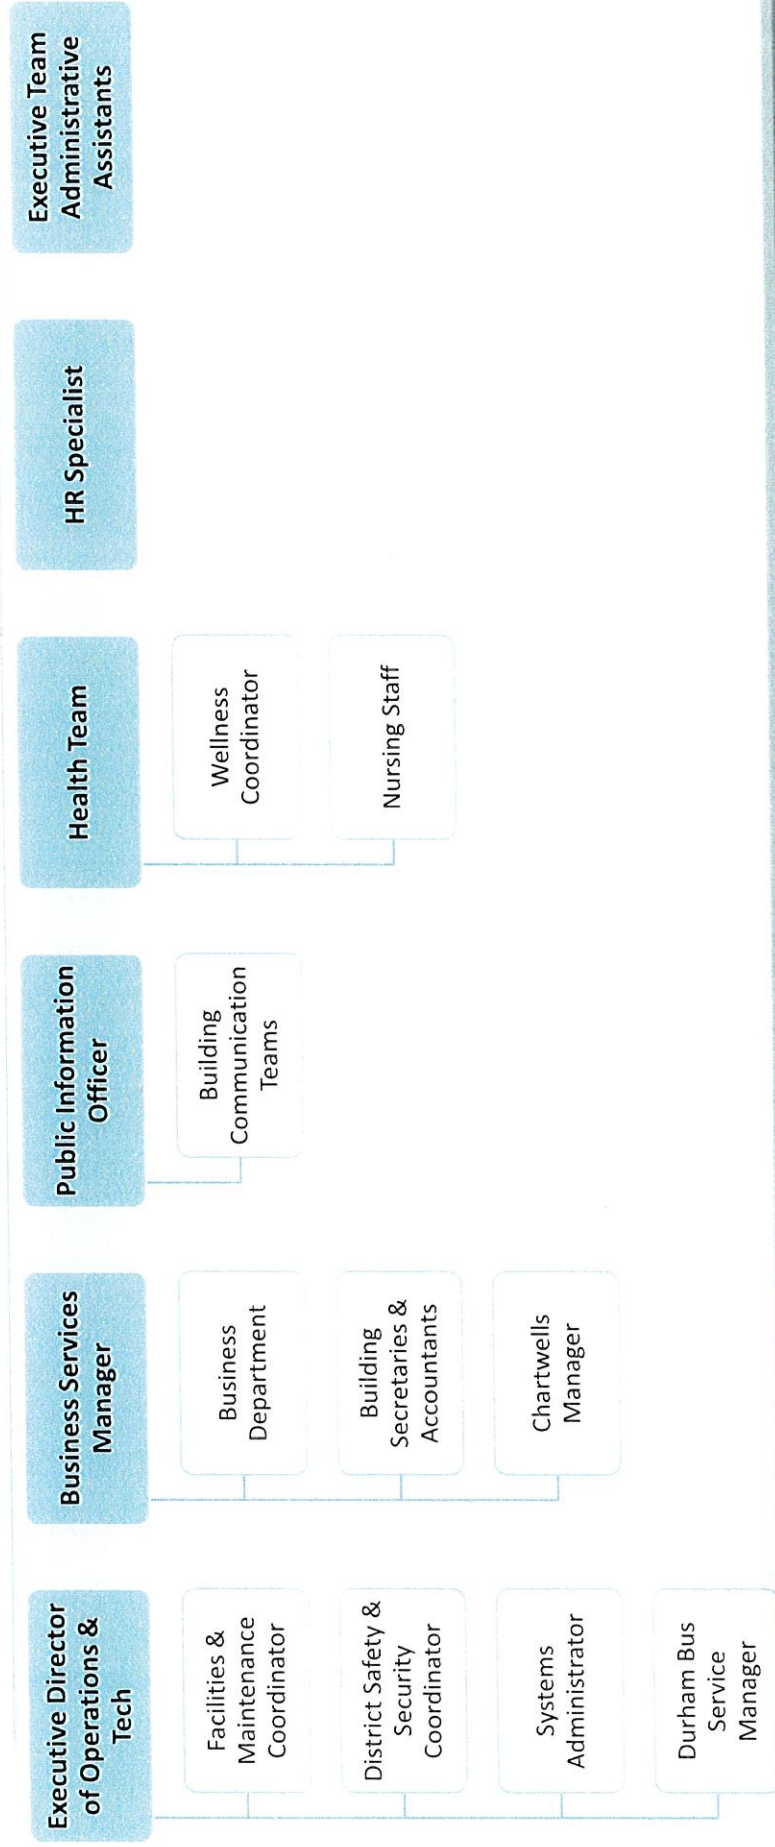 Executive Director
of Operations &
Tech
Facilities &
Maintenance
Coordinator
District Safety &
Security
Coordinator
Systems
Administrator
Durham Bus
Service
Manager
Business Services
Manager
Business
Department
Building
Secretaries &
Accountants
Chartwells
Manager
Public Information
Officer
Building
Communication
Teams
Health Team
Wellness
Coordinator
Nursing Staff
HR Specialist
Executive Team
Administrative
Assistants